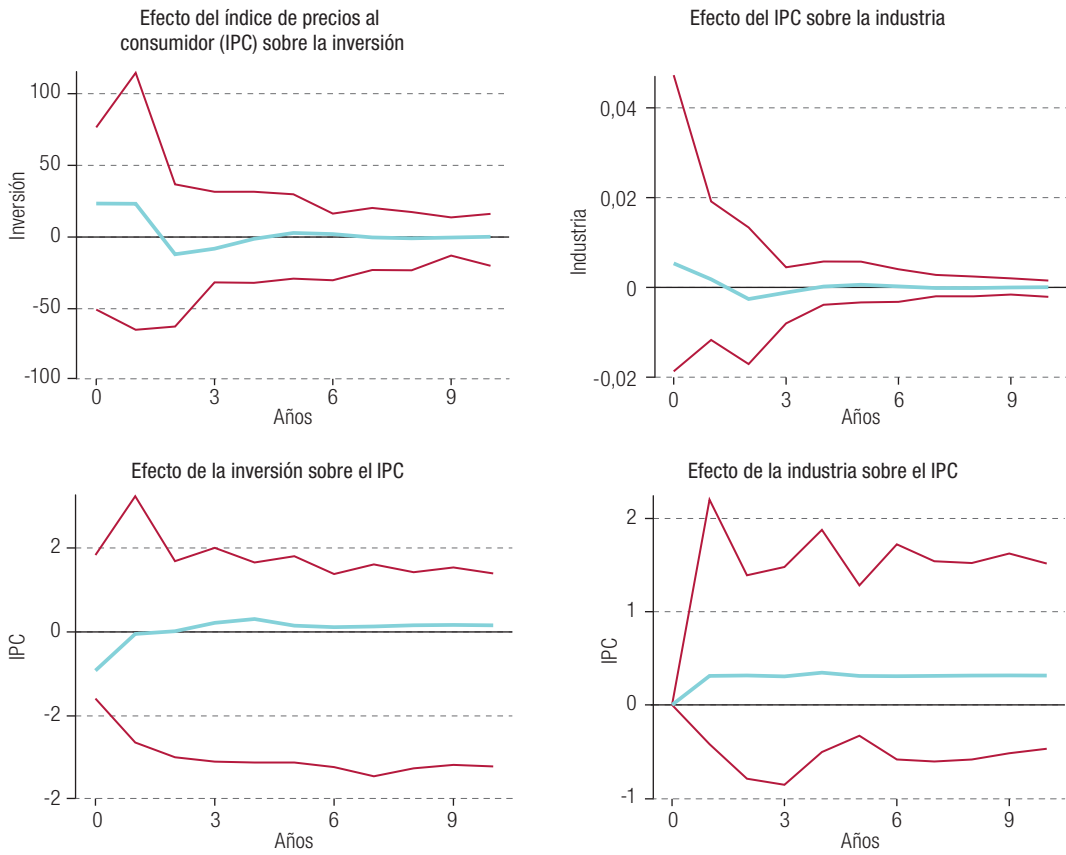 Efecto del índice de precios al
consumidor (IPC) sobre la inversión
100
50
0
-50
-100
Inversión
0 3 6 9
Años
Efecto del IPC sobre la industria
0,04
0,02
0
-0,02
Industria
0 3 6 9
Años
Efecto de la inversión sobre el IPC
2
0
-2
-2
IPC
0 3 6 9
Años
Efecto de la industria sobre el IPC
2
1
0
-1
IPC
0 3 6 9
Años